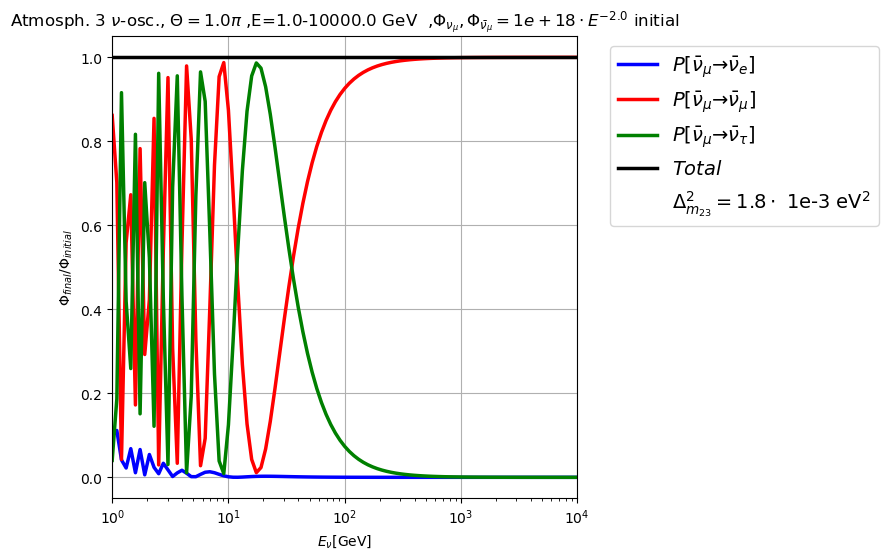 Atmosph. 3 ν-osc., Θ = 1.0π ,E=1.0-10000.0 GeV ,Φ_{ν_μ}, Φ_{ν̄_μ} = 1e + 18 · E^{−2.0} initial
P[ν̄_μ→ν̄_e]
P[ν̄_μ→ν̄_μ]
P[ν̄_μ→ν̄_τ]
Total
Δ^2_{m_{23}} = 1.8 · 1e-3 eV^2
Φ_{final}/Φ_{initial}
1.0
0.8
0.6
0.4
0.2
0.0
10^0 10^1 10^2 10^3 10^4
E_ν[GeV]